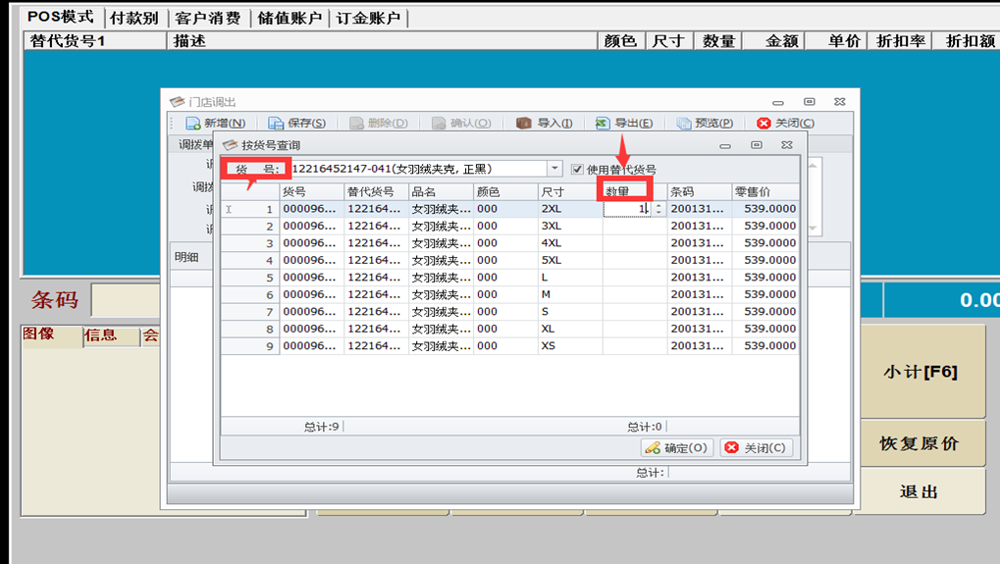 POS模式 付款别 客户消费 储值账户 订金账户
替代货号1 描述 颜色 尺寸 数量 金额 单价 折扣率 折扣额
门店调出
新增(N) 保存(S) 删除(D) 确认(O) 导入(I) 导出(E) 预览(P) 关闭(C)
调拨单
按货号查询
货 号: 12216452147-041(女羽绒夹克, 正黑) 使用替代货号
调拨
货号 替代货号 品名 颜色 尺寸 数量 条码 零售价
1 000096... 122164... 女羽绒夹... 000 2XL 1. 200131... 539.0000
2 000096... 122164... 女羽绒夹... 000 3XL 200131... 539.0000
3 000096... 122164... 女羽绒夹... 000 4XL 200131... 539.0000
4 000096... 122164... 女羽绒夹... 000 5XL 200131... 539.0000
5 000096... 122164... 女羽绒夹... 000 L 200131... 539.0000
6 000096... 122164... 女羽绒夹... 000 M 200131... 539.0000
7 000096... 122164... 女羽绒夹... 000 S 200131... 539.0000
8 000096... 122164... 女羽绒夹... 000 XL 200131... 539.0000
9 000096... 122164... 女羽绒夹... 000 XS 200131... 539.0000
明细
总计:9 总计:0
确定(O) 关闭(C)
总计:
条码 0.00
图像 信息 会
小计[F6]
恢复原价
退出